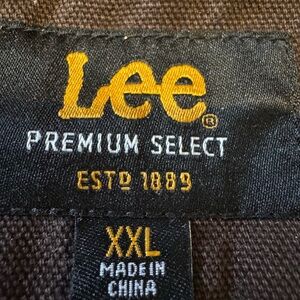 Lee®
PREMIUM SELECT
ESTD 1889
XXL
MADE IN
CHINA